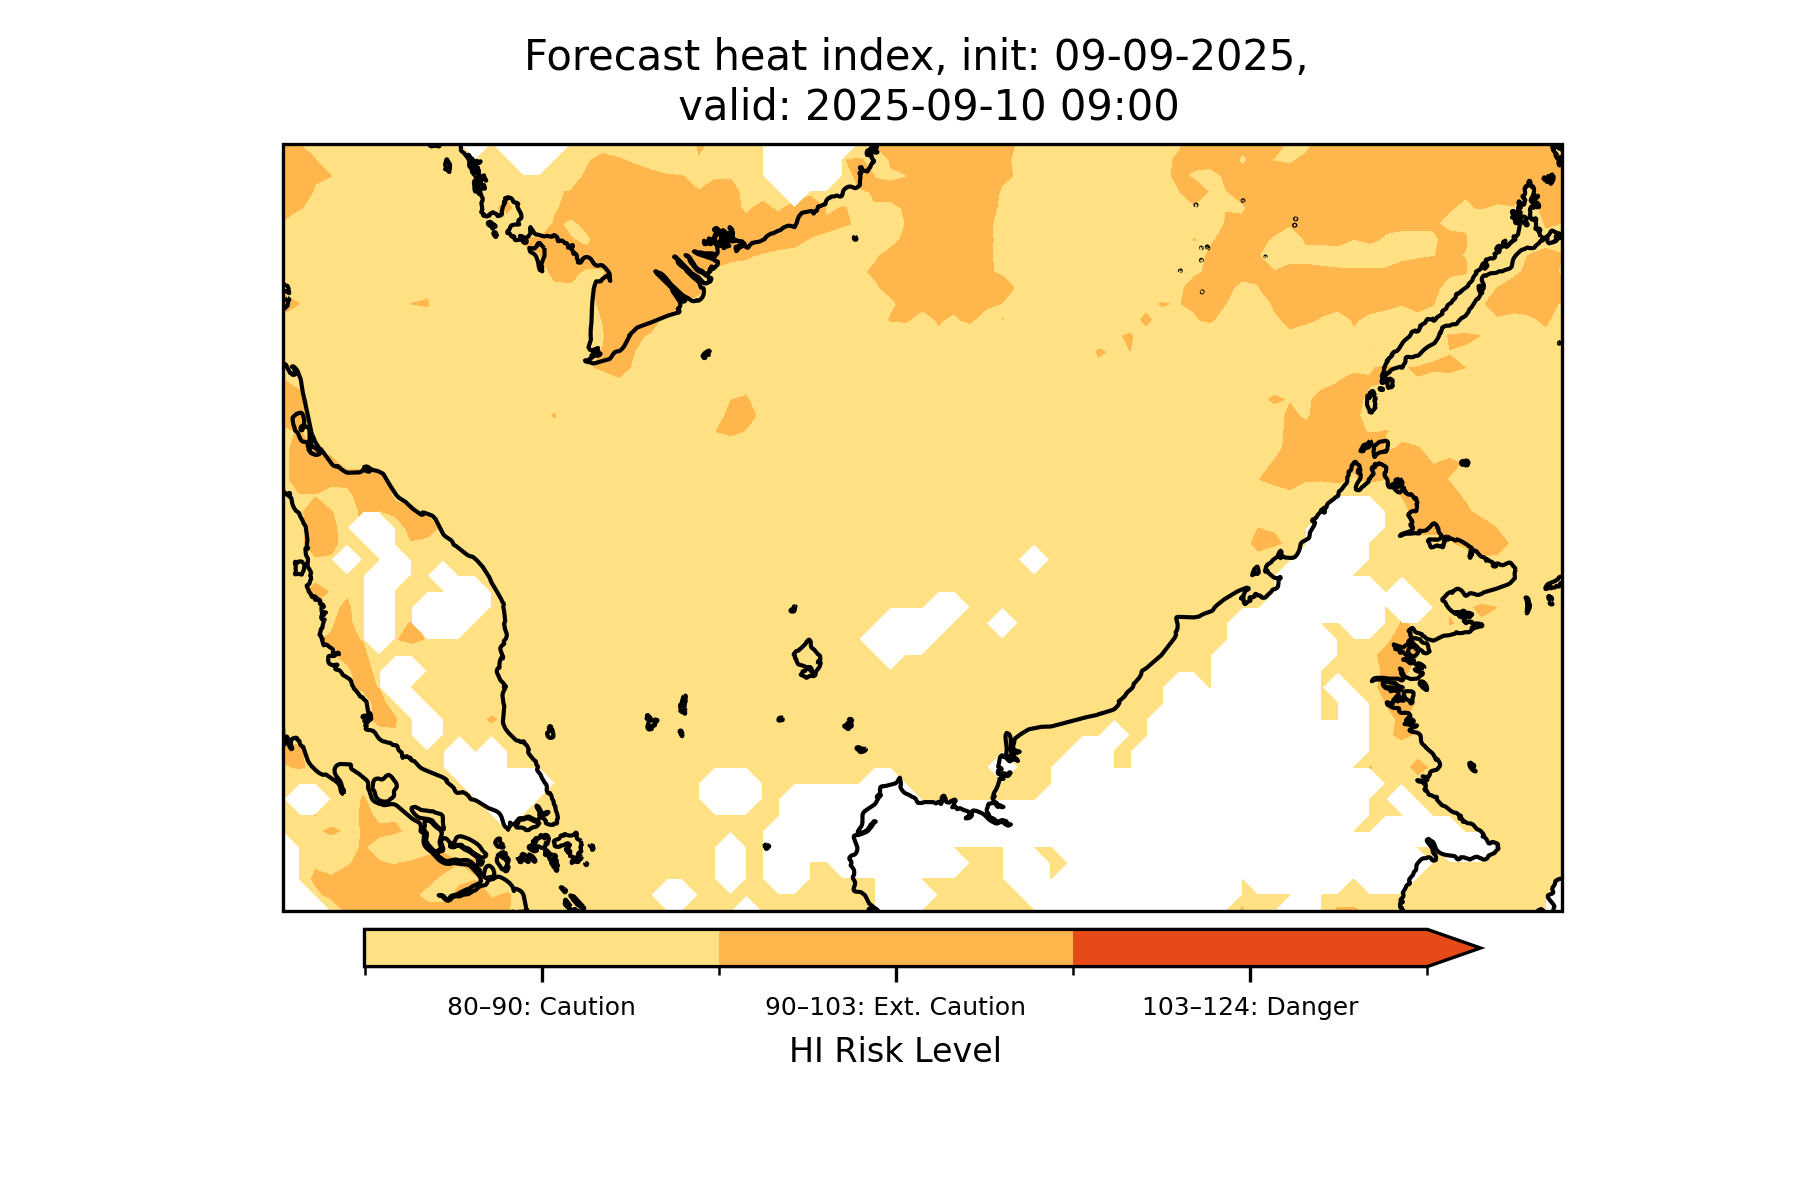 Forecast heat index, init: 09-09-2025,
valid: 2025-09-10 09:00
80–90: Caution
90–103: Ext. Caution
103–124: Danger
HI Risk Level